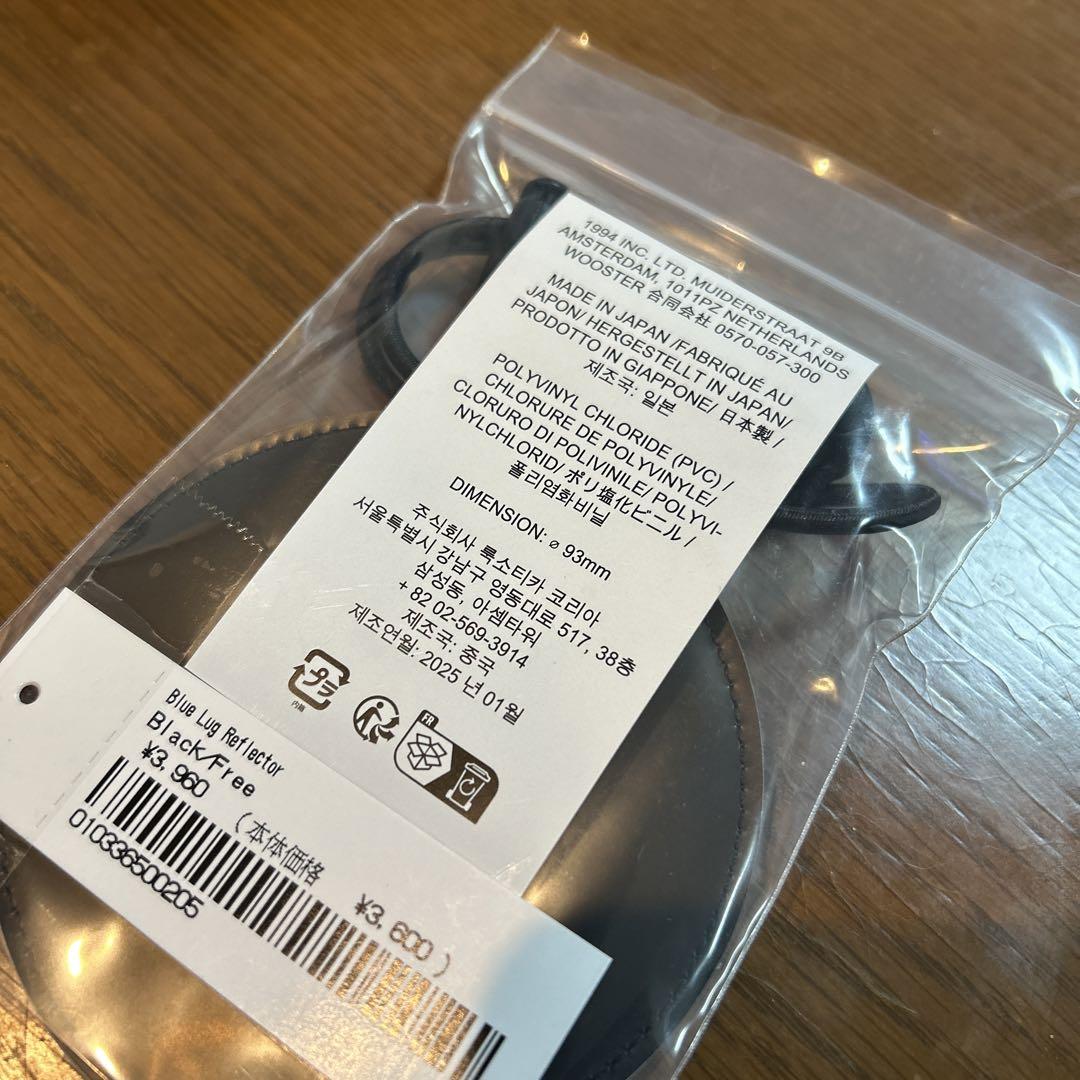 1994 INC. LTD. MUIDERSTRAAT 9B
AMSTERDAM, 1011PZ NETHERLANDS
WOOSTER 合同会社 0570-057-300
MADE IN JAPAN /FABRIQUÉ AU
JAPON/ HERGESTELLT IN JAPAN/
PRODOTTO IN GIAPPONE/ 日本製 /
제조국: 일본
POLYVINYL CHLORIDE (PVC) /
CHLORURE DE POLYVINYLE/
CLORURO DI POLIVINILE/ POLYVI-
NYLCHLORID/ ポリ塩化ビニル /
폴리염화비닐
DIMENSION: ⌀ 93mm
주식회사 룩소티카 코리아
서울특별시 강남구 영동대로 517, 38층
삼성동 아셈타워
+ 82 02-569-3914
제조국: 중국
제조연월: 2025 년 01월
プラ
内箱
FR
Blue Lug Reflector
Black/Free
¥3,960
(本体価格 ¥3,600)
010336500205